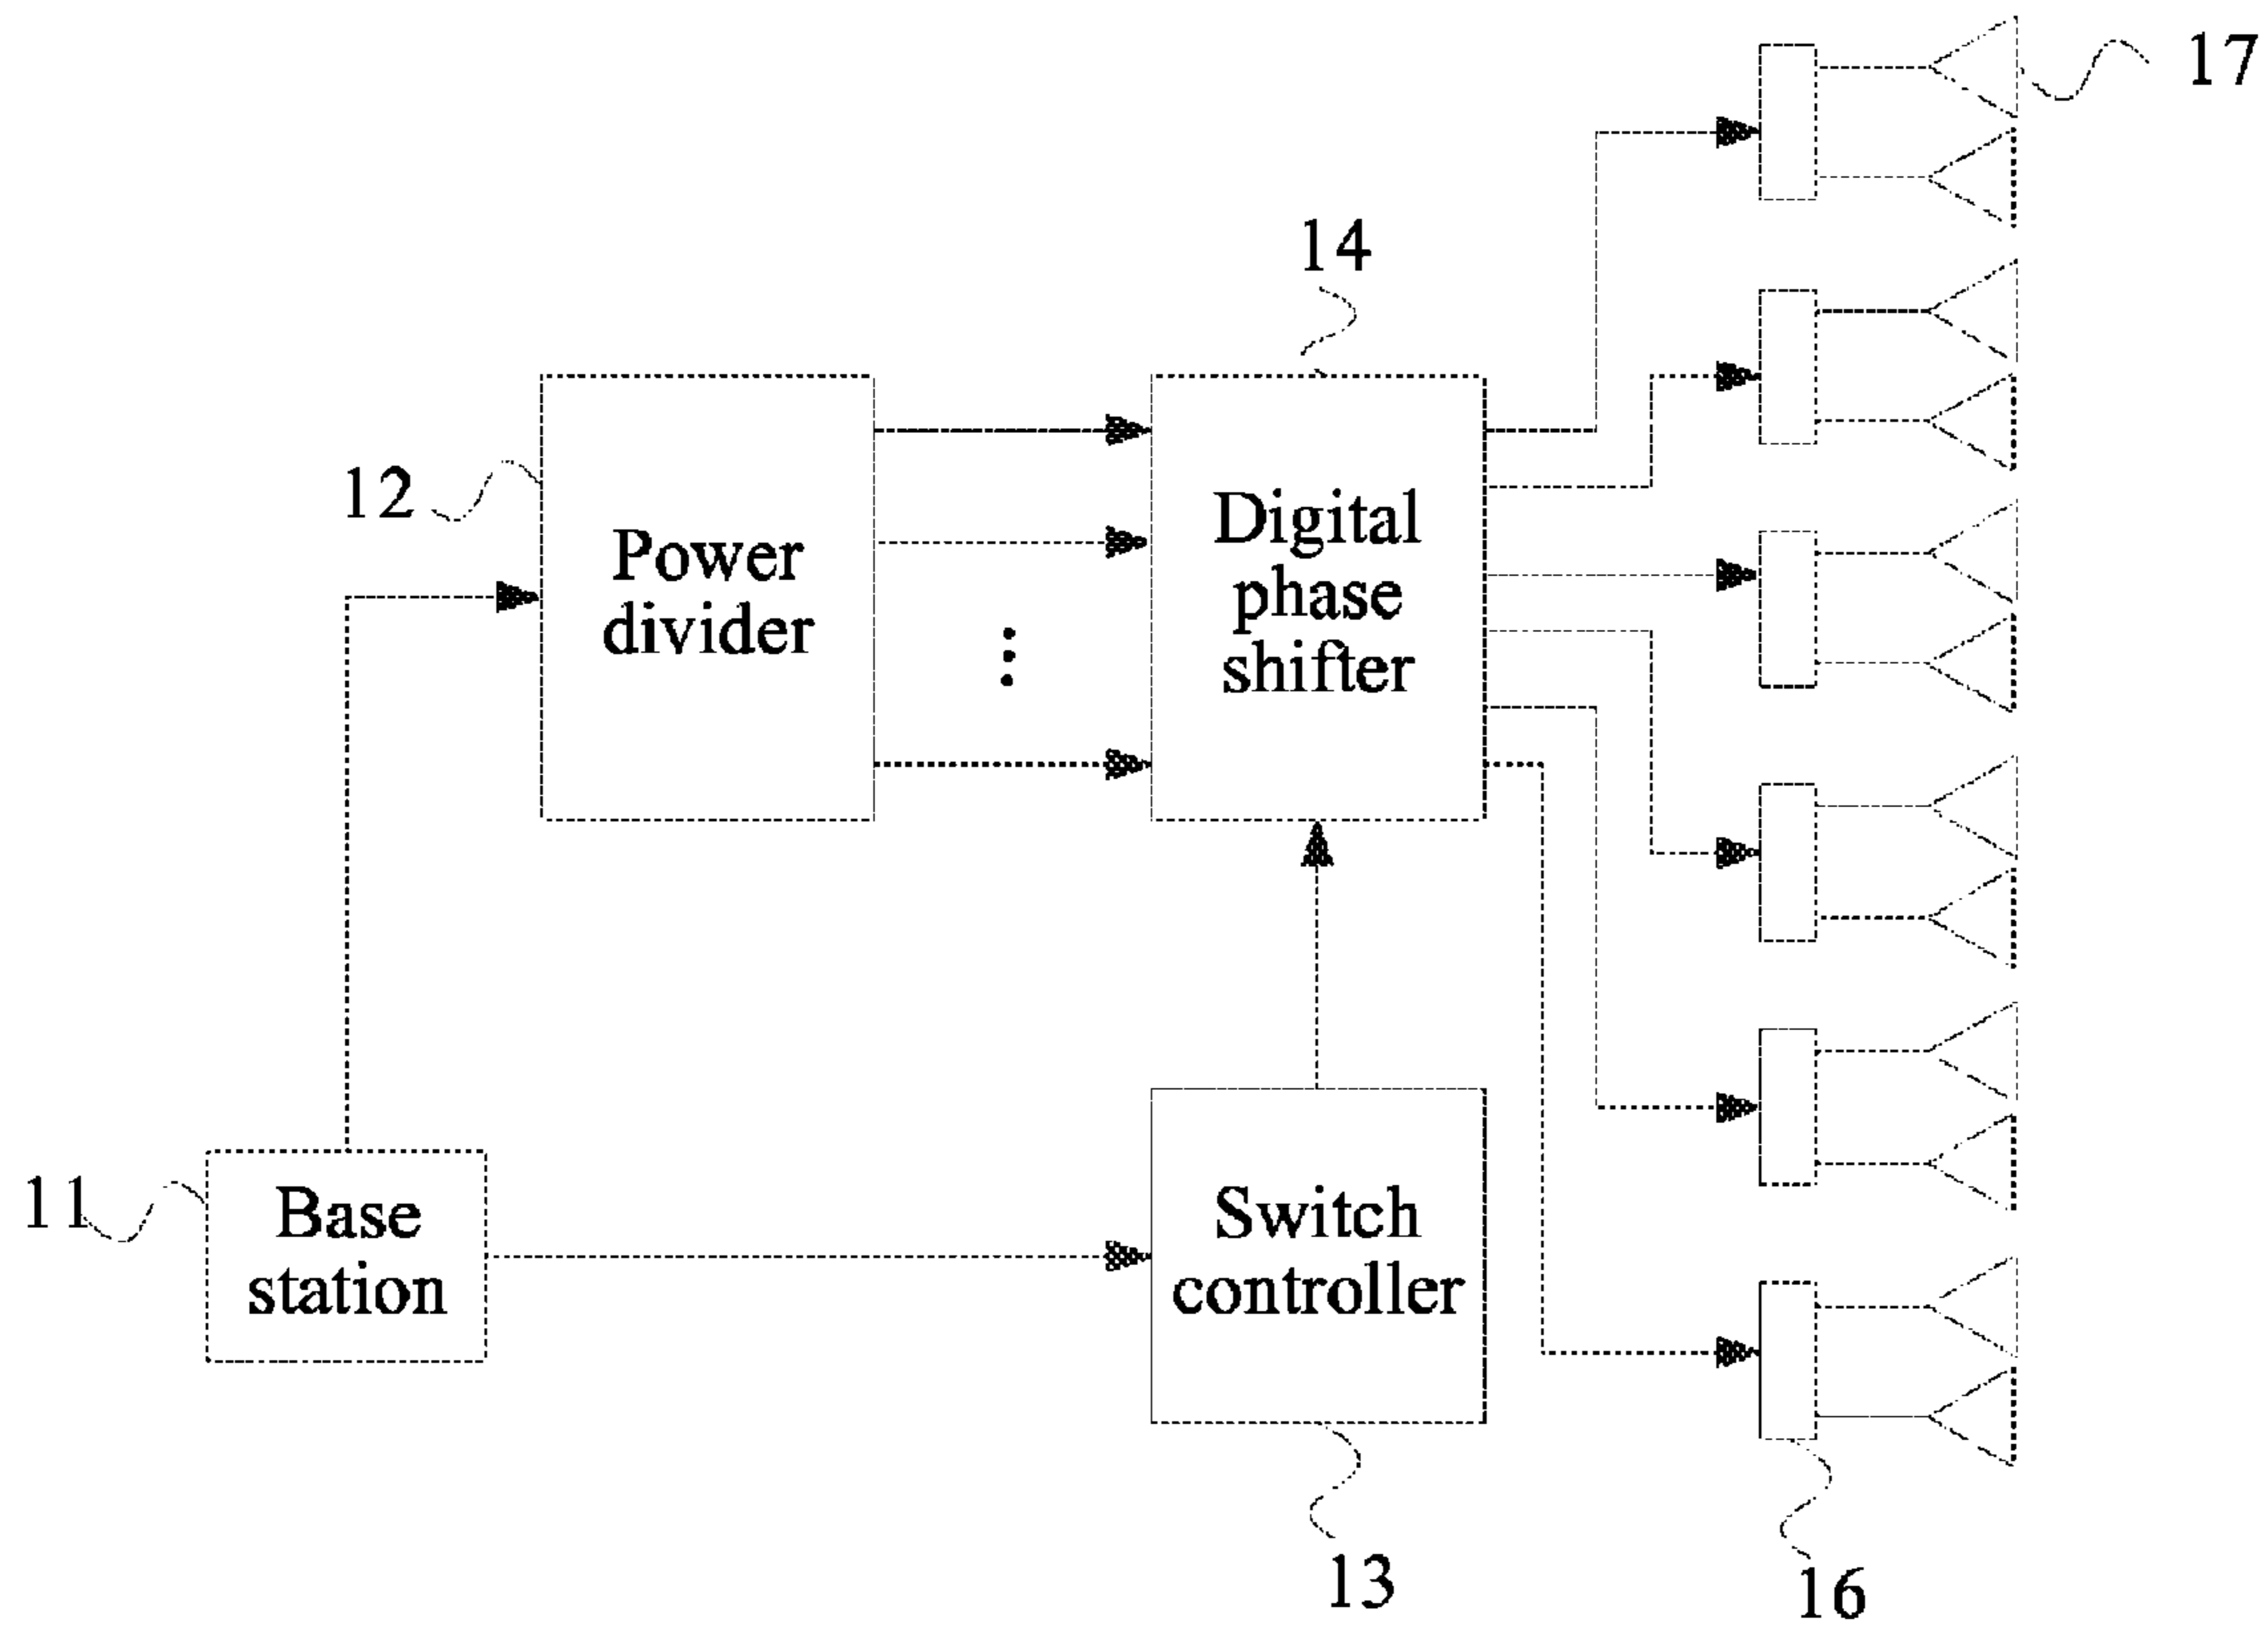 17
14
12
Power
divider
Digital
phase
shifter
11
Base
station
Switch
controller
13
16